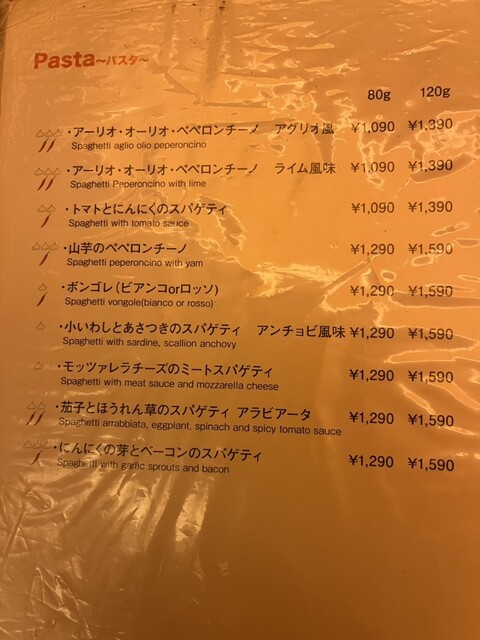 Pasta～パスタ～
80g 120g
・アーリオ・オーリオ・ペペロンチーノ アグリオ風 ¥1,090 ¥1,390
Spaghetti aglio olio peperoncino
・アーリオ・オーリオ・ペペロンチーノ ライム風味 ¥1,090 ¥1,390
Spaghetti Peperoncino with lime
・トマトとにんにくのスパゲティ ¥1,090 ¥1,390
Spaghetti with tomato sauce
・山芋のペペロンチーノ ¥1,290 ¥1,590
Spaghetti peperoncino with yam
・ボンゴレ(ビアンコorロッソ) ¥1,290 ¥1,590
Spaghetti vongole(bianco or rosso)
・小いわしとあさつきのスパゲティ アンチョビ風味 ¥1,290 ¥1,590
Spaghetti with sardine, scallion anchovy
・モッツァレラチーズのミートスパゲティ ¥1,290 ¥1,590
Spaghetti with meat sauce and mozzarella cheese
・茄子とほうれん草のスパゲティ アラビアータ ¥1,290 ¥1,590
Spaghetti arrabbiata, eggplant, spinach and spicy tomato sauce
・にんにくの芽とベーコンのスパゲティ ¥1,290 ¥1,590
Spaghetti with garlic sprouts and bacon